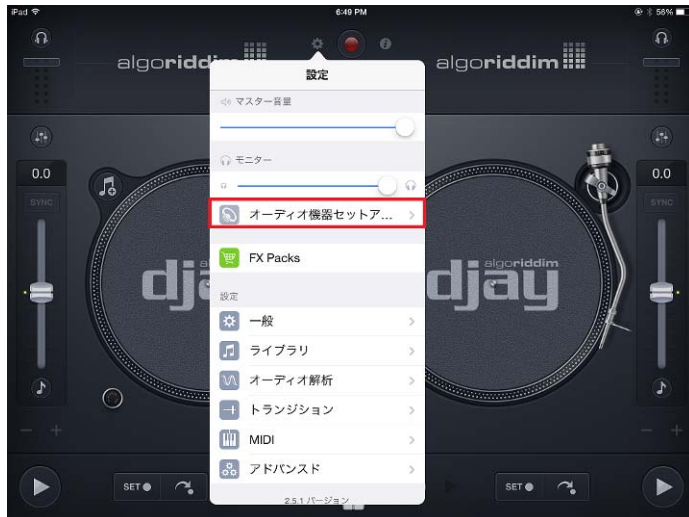 iPad
6:49 PM
56%
algoriddim
algoriddim
設定
マスター音量
モニター
オーディオ機器セットア...
FX Packs
設定
一般
ライブラリ
オーディオ解析
トランジション
MIDI
アドバンスド
2.5.1 バージョン
0.0
SYNC
0.0
SYNC
algoriddim
djay
SET
SET